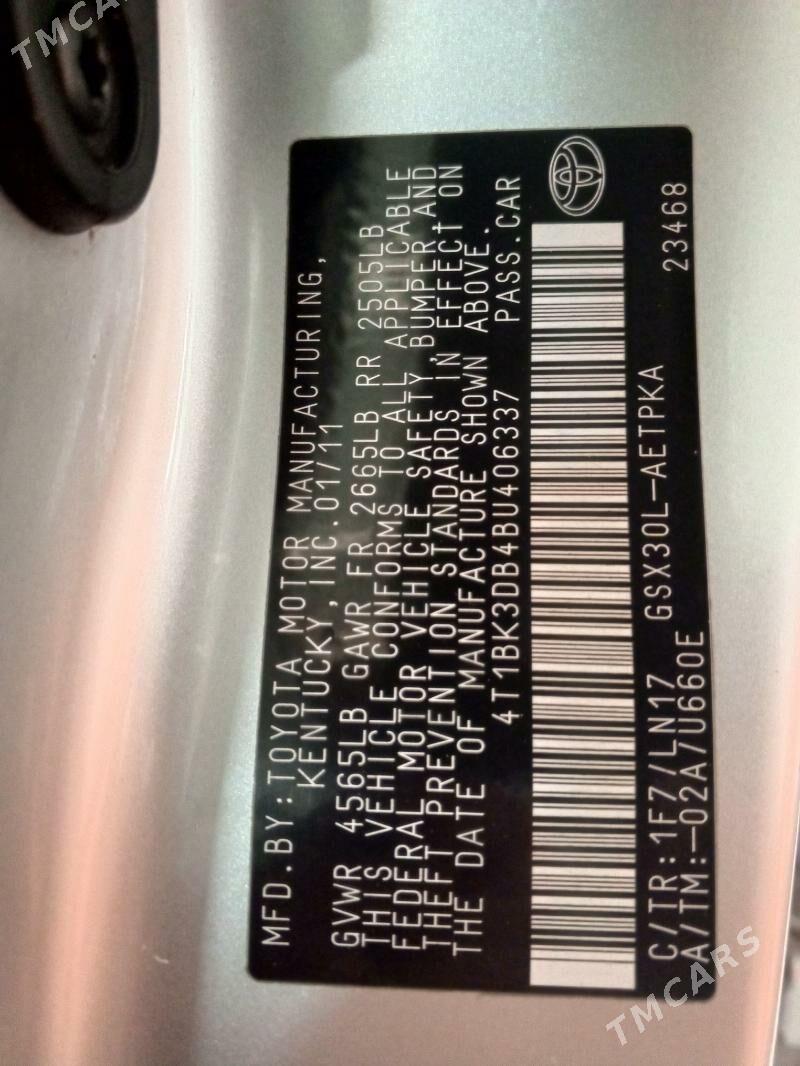 TMCARS
MFD.BY:TOYOTA MOTOR MANUFACTURING,
KENTUCKY, INC.01/11
GVWR 4565LB GAWR FR 2665LB RR 2505LB
THIS VEHICLE CONFORMS TO ALL APPLICABLE
FEDERAL MOTOR VEHICLE SAFETY, BUMPER AND
THEFT PREVENTION STANDARDS IN EFFECT ON
THE DATE OF MANUFACTURE SHOWN ABOVE.
4T1BK3DB4BU406337 PASS.CAR
C/TR:1F7/LN17 GSX30L-AETPKA 23468
A/TM:-02A/U660E
TMCARS